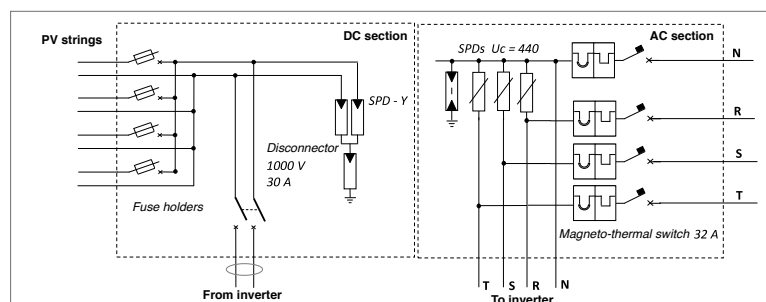 PV strings
DC section
SPD - Y
Disconnector
1000 V
30 A
Fuse holders
From inverter
AC section
SPDs Uc = 440
N
R
S
T
Magneto-thermal switch 32 A
T S R N
To inverter